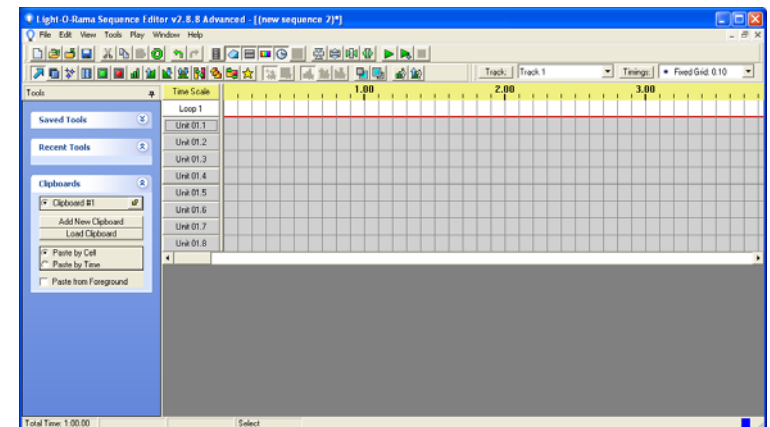 Light-O-Rama Sequence Editor v2.8.8 Advanced - [(new sequence 2)*]
File Edit View Tools Play Window Help
Track: Track 1 Timings: Fixed Grid: 0.10
Tools Time Scale 1.00 2.00 3.00
Loop 1
Saved Tools Unit 01.1
Recent Tools Unit 01.2
Unit 01.3
Clipboards Unit 01.4
Clipboard #1 Unit 01.5
Unit 01.6
Add New Clipboard Unit 01.7
Load Clipboard
Unit 01.8
Paste by Cell
Paste by Time
Paste from Foreground
Total Time: 1:00.00 Select